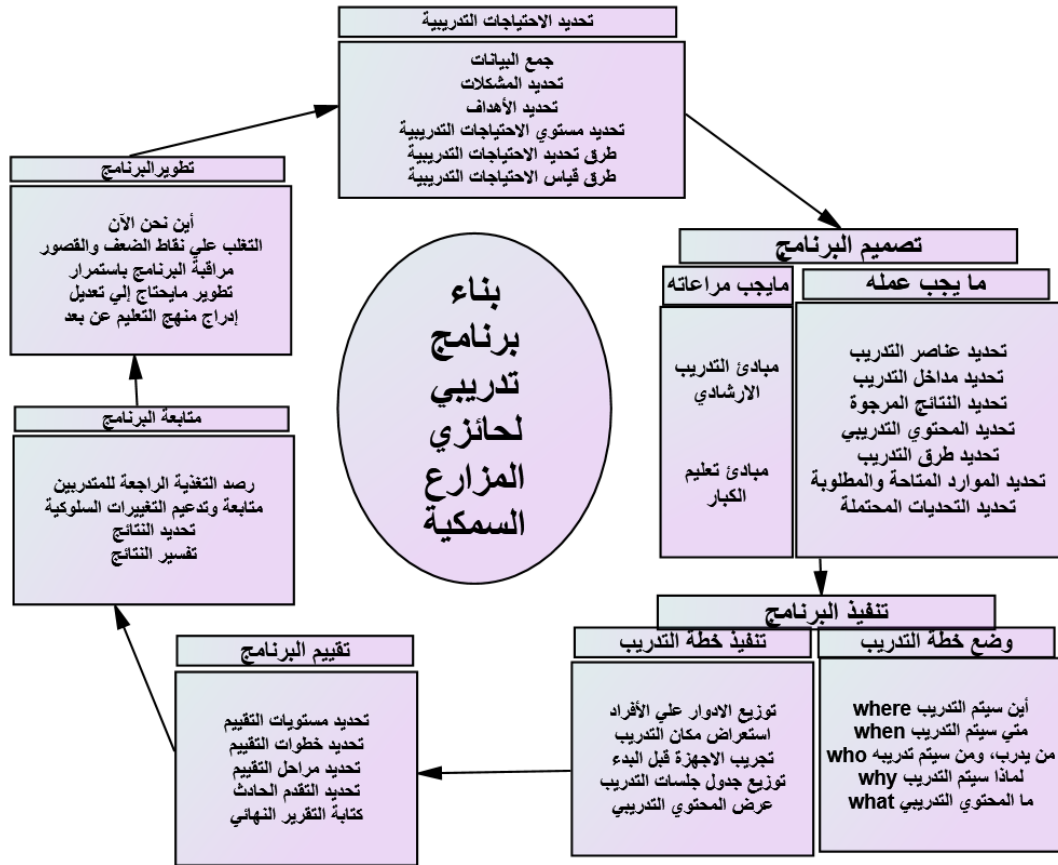 تحديد الاحتياجات التدريبية
جمع البيانات
تحديد المشكلات
تحديد الأهداف
تحديد مستوي الاحتياجات التدريبية
طرق تحديد الاحتياجات التدريبية
طرق قياس الاحتياجات التدريبية
تصميم البرنامج
ما يجب عمله
تحديد عناصر التدريب
تحديد مداخل التدريب
تحديد النتائج المرجوة
تحديد المحتوي التدريبي
تحديد طرق التدريب
تحديد الموارد المتاحة والمطلوبة
تحديد التحديات المحتملة
مايجب مراعاته
مبادئ التدريب
الارشادي
مبادئ تعليم
الكبار
تنفيذ البرنامج
وضع خطة التدريب
أين سيتم التدريب where
متي سيتم التدريب when
من يدرب، ومن سيتم تدريبه who
لماذا سيتم التدريب why
ما المحتوي التدريبي what
تنفيذ خطة التدريب
توزيع الادوار علي الأفراد
استعراض مكان التدريب
تجريب الاجهزة قبل البدء
توزيع جدول جلسات التدريب
عرض المحتوي التدريبي
تقييم البرنامج
تحديد مستويات التقييم
تحديد خطوات التقييم
تحديد مراحل التقييم
تحديد التقدم الحادث
كتابة التقرير النهائي
متابعة البرنامج
رصد التغذية الراجعة للمتدربين
متابعة وتدعيم التغييرات السلوكية
تحديد النتائج
تفسير النتائج
تطويرالبرنامج
أين نحن الآن
التغلب علي نقاط الضعف والقصور
مراقبة البرنامج باستمرار
تطوير مايحتاج إلي تعديل
إدراج منهج التعليم عن بعد
بناء
برنامج
تدريبي
لحائزي
المزارع
السمكية